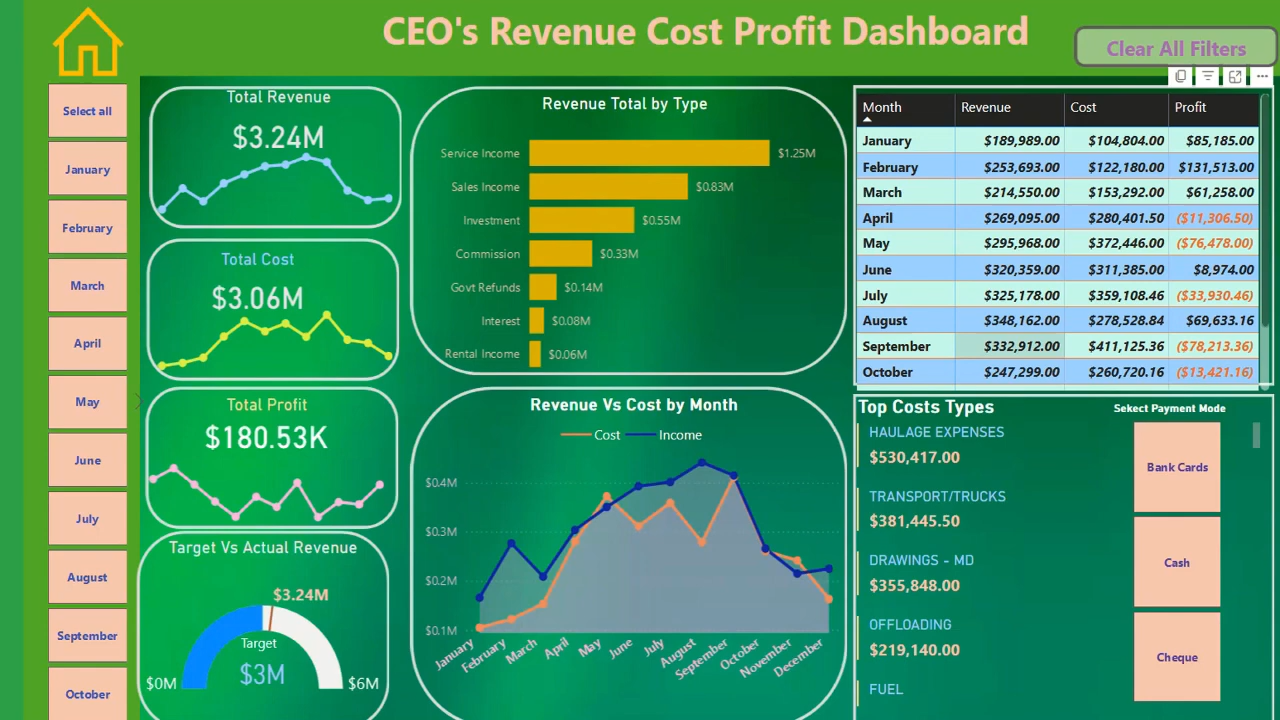 CEO's Revenue Cost Profit Dashboard
Clear All Filters
Select all
January
February
March
April
May
June
July
August
September
October
Total Revenue
$3.24M
Total Cost
$3.06M
Total Profit
$180.53K
Target Vs Actual Revenue
$3.24M
Target
$3M
$0M
$6M
Revenue Total by Type
Service Income $1.25M
Sales Income $0.83M
Investment $0.55M
Commission $0.33M
Govt Refunds $0.14M
Interest $0.08M
Rental Income $0.06M
Revenue Vs Cost by Month
Cost Income
$0.4M
$0.3M
$0.2M
$0.1M
January February March April May June July August September October November December
Month Revenue Cost Profit
January $189,989.00 $104,804.00 $85,185.00
February $253,693.00 $122,180.00 $131,513.00
March $214,550.00 $153,292.00 $61,258.00
April $269,095.00 $280,401.50 ($11,306.50)
May $295,968.00 $372,446.00 ($76,478.00)
June $320,359.00 $311,385.00 $8,974.00
July $325,178.00 $359,108.46 ($33,930.46)
August $348,162.00 $278,528.84 $69,633.16
September $332,912.00 $411,125.36 ($78,213.36)
October $247,299.00 $260,720.16 ($13,421.16)
Top Costs Types
HAULAGE EXPENSES
$530,417.00
TRANSPORT/TRUCKS
$381,445.50
DRAWINGS - MD
$355,848.00
OFFLOADING
$219,140.00
FUEL
Sekect Payment Mode
Bank Cards
Cash
Cheque